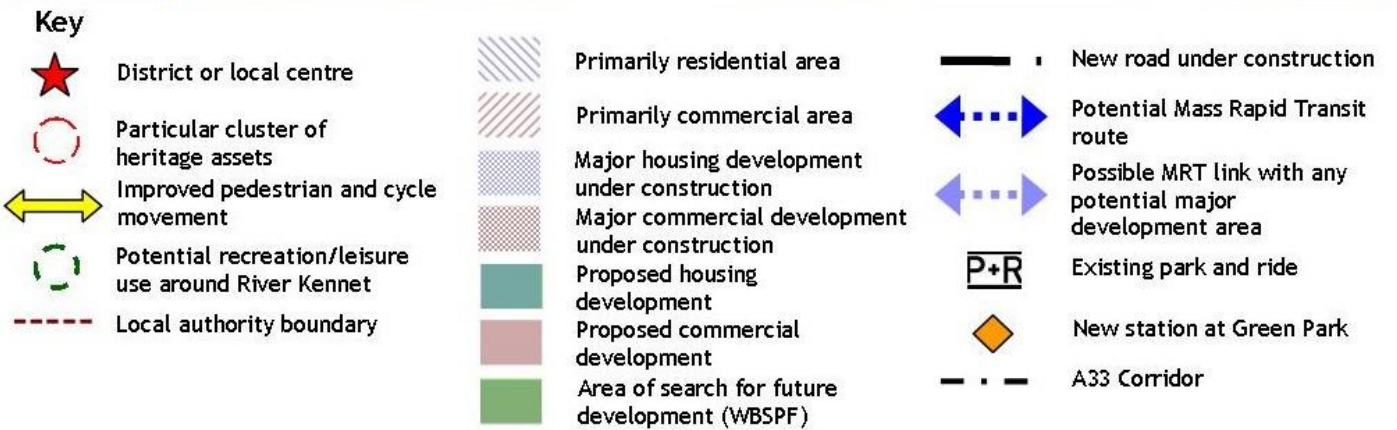 Key
District or local centre
Particular cluster of
heritage assets
Improved pedestrian and cycle
movement
Potential recreation/leisure
use around River Kennet
Local authority boundary
Primarily residential area
Primarily commercial area
Major housing development
under construction
Major commercial development
under construction
Proposed housing
development
Proposed commercial
development
Area of search for future
development (WBSPF)
New road under construction
Potential Mass Rapid Transit
route
Possible MRT link with any
potential major
development area
P+R
Existing park and ride
New station at Green Park
A33 Corridor